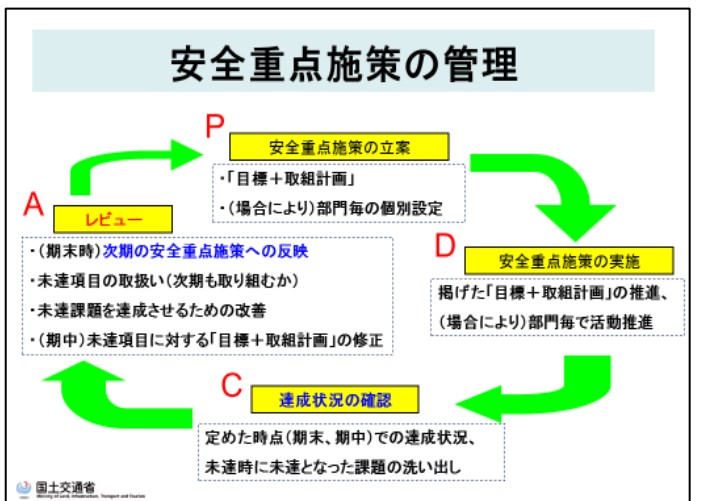 安全重点施策の管理
P
安全重点施策の立案
・「目標＋取組計画」
・(場合により)部門毎の個別設定
A
レビュー
・(期末時)次期の安全重点施策への反映
・未達項目の取扱い(次期も取り組むか)
・未達課題を達成させるための改善
・(期中)未達項目に対する「目標＋取組計画」の修正
D
安全重点施策の実施
掲げた「目標＋取組計画」の推進、
(場合により)部門毎で活動推進
C
達成状況の確認
定めた時点(期末、期中)での達成状況、
未達時に未達となった課題の洗い出し
国土交通省
Ministry of Land, Infrastructure, Transport and Tourism